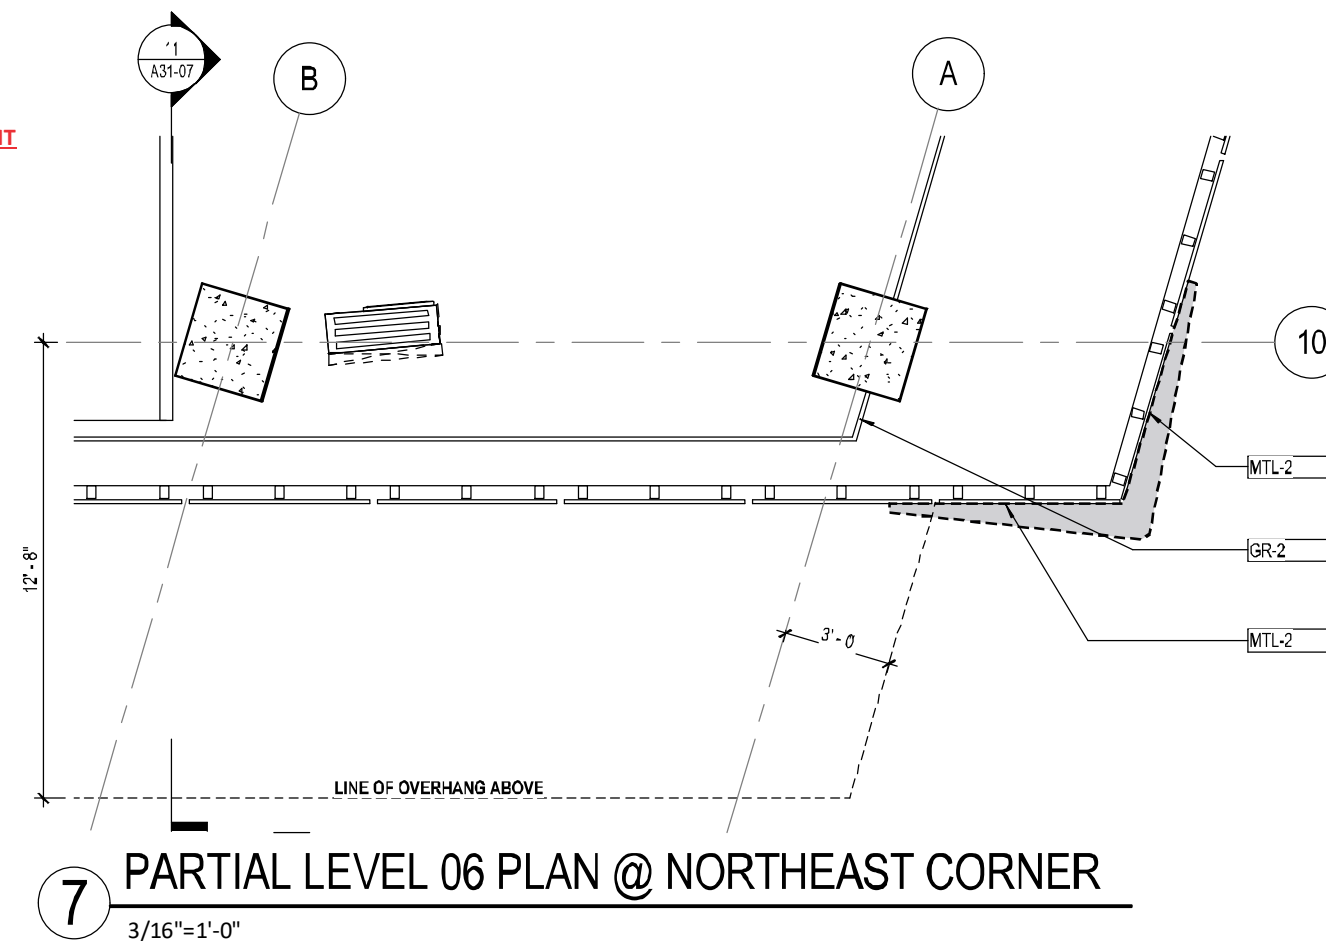 11
A31-07
B
A
10
MTL-2
GR-2
12'-8"
3'-0
MTL-2
LINE OF OVERHANG ABOVE
7
PARTIAL LEVEL 06 PLAN @ NORTHEAST CORNER
3/16"=1'-0"